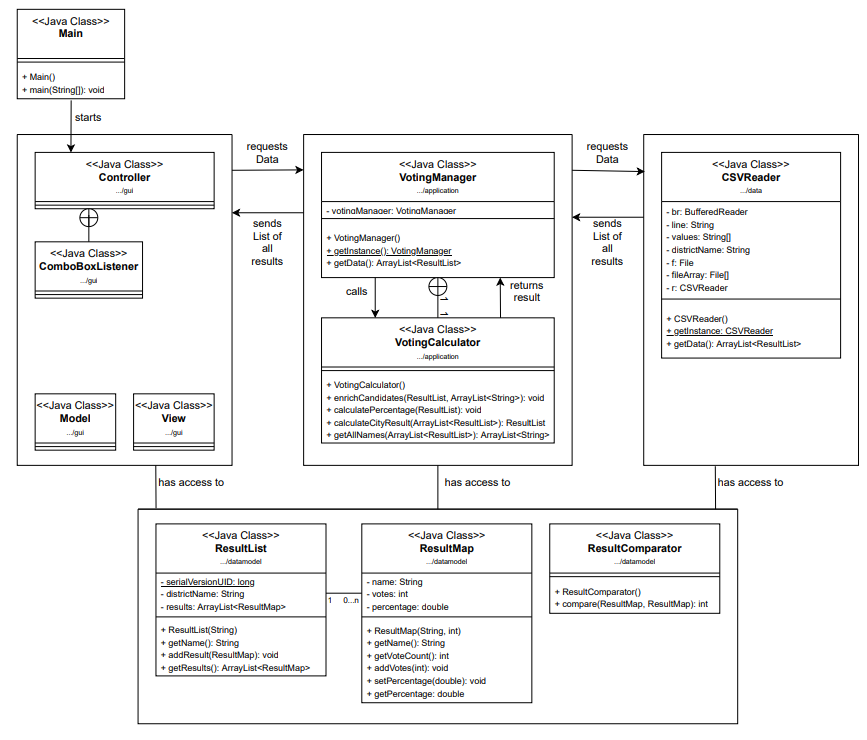 <<Java Class>>
Main
+ Main()
+ main(String[]): void
starts
<<Java Class>>
Controller
.../gui
<<Java Class>>
ComboBoxListener
.../gui
<<Java Class>>
Model
.../gui
<<Java Class>>
View
.../gui
requests
Data
sends
List of
all
results
<<Java Class>>
VotingManager
.../application
- votingManager: VotingManager
+ VotingManager()
+ getInstance(): VotingManager
+ getData(): ArrayList<ResultList>
calls
1
1
returns
result
<<Java Class>>
VotingCalculator
.../application
+ VotingCalculator()
+ enrichCandidates(ResultList, ArrayList<String>): void
+ calculatePercentage(ResultList): void
+ calculateCityResult(ArrayList<ResultList>): ResultList
+ getAllNames(ArrayList<ResultList>): ArrayList<String>
requests
Data
sends
List of
all
results
<<Java Class>>
CSVReader
.../data
- br: BufferedReader
- line: String
- values: String[]
- districtName: String
- f: File
- fileArray: File[]
- r: CSVReader
+ CSVReader()
+ getInstance: CSVReader
+ getData(): ArrayList<ResultList>
has access to
has access to
has access to
<<Java Class>>
ResultList
.../datamodel
- serialVersionUID: long
- districtName: String
- results: ArrayList<ResultMap>
+ ResultList(String)
+ getName(): String
+ addResult(ResultMap): void
+ getResults(): ArrayList<ResultMap>
1 0...n
<<Java Class>>
ResultMap
.../datamodel
- name: String
- votes: int
- percentage: double
+ ResultMap(String, int)
+ getName(): String
+ getVoteCount(): int
+ addVotes(int): void
+ setPercentage(double): void
+ getPercentage: double
<<Java Class>>
ResultComparator
.../datamodel
+ ResultComparator()
+ compare(ResultMap, ResultMap): int